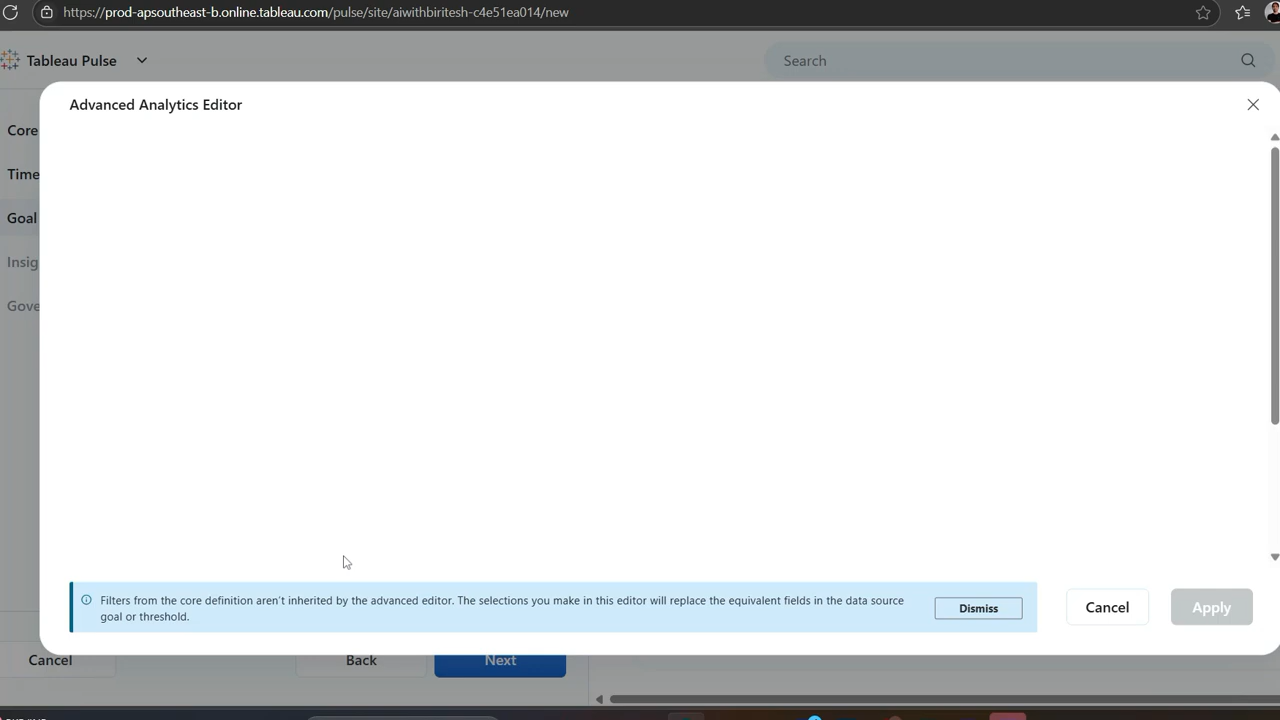 https://prod-apsoutheast-b.online.tableau.com/pulse/site/aiwithbiritesh-c4e51ea014/new
Tableau Pulse
Search
Advanced Analytics Editor
Core
Time
Goal
Insig
Gove
Filters from the core definition aren't inherited by the advanced editor. The selections you make in this editor will replace the equivalent fields in the data source
goal or threshold.
Dismiss
Cancel
Apply
Cancel
Back
Next